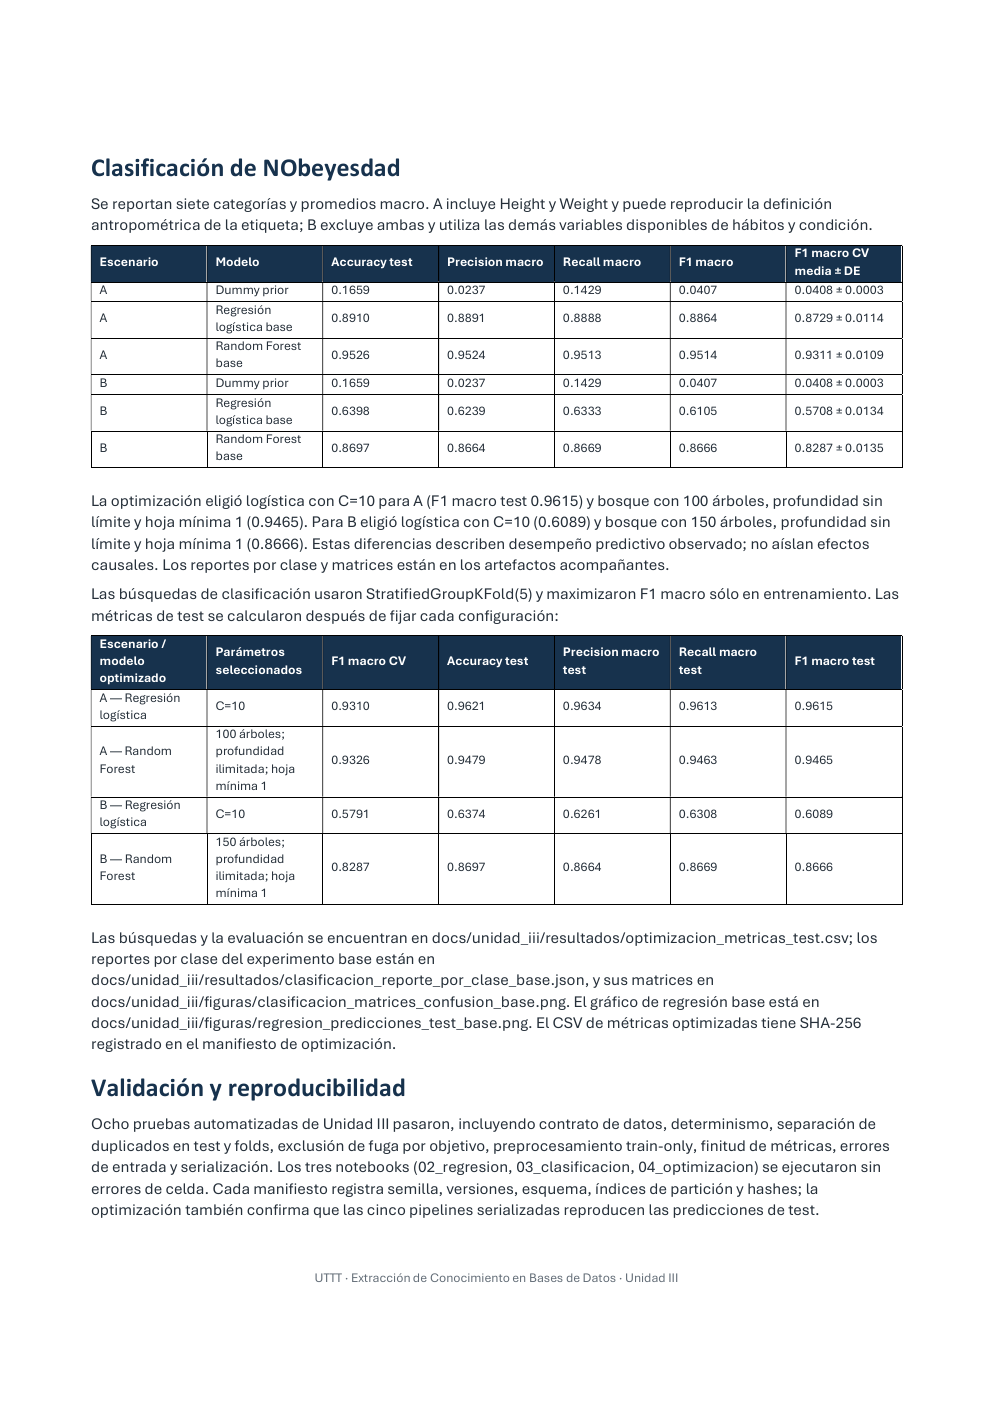 Clasificación de NObeyesdad
Se reportan siete categorías y promedios macro. A incluye Height y Weight y puede reproducir la definición
antropométrica de la etiqueta; B excluye ambas y utiliza las demás variables disponibles de hábitos y condición.
Escenario Modelo Accuracy test Precision macro Recall macro F1 macro F1 macro CV media ± DE
A Dummy prior 0.1659 0.0237 0.1429 0.0407 0.0408 ± 0.0003
A Regresión logística base 0.8910 0.8891 0.8888 0.8864 0.8729 ± 0.0114
A Random Forest base 0.9526 0.9524 0.9513 0.9514 0.9311 ± 0.0109
B Dummy prior 0.1659 0.0237 0.1429 0.0407 0.0408 ± 0.0003
B Regresión logística base 0.6398 0.6239 0.6333 0.6105 0.5708 ± 0.0134
B Random Forest base 0.8697 0.8664 0.8669 0.8666 0.8287 ± 0.0135
La optimización eligió logística con C=10 para A (F1 macro test 0.9615) y bosque con 100 árboles, profundidad sin
límite y hoja mínima 1 (0.9465). Para B eligió logística con C=10 (0.6089) y bosque con 150 árboles, profundidad sin
límite y hoja mínima 1 (0.8666). Estas diferencias describen desempeño predictivo observado; no aíslan efectos
causales. Los reportes por clase y matrices están en los artefactos acompañantes.
Las búsquedas de clasificación usaron StratifiedGroupKFold(5) y maximizaron F1 macro sólo en entrenamiento. Las
métricas de test se calcularon después de fijar cada configuración:
Escenario / modelo optimizado Parámetros seleccionados F1 macro CV Accuracy test Precision macro test Recall macro test F1 macro test
A — Regresión logística C=10 0.9310 0.9621 0.9634 0.9613 0.9615
A — Random Forest 100 árboles; profundidad ilimitada; hoja mínima 1 0.9326 0.9479 0.9478 0.9463 0.9465
B — Regresión logística C=10 0.5791 0.6374 0.6261 0.6308 0.6089
B — Random Forest 150 árboles; profundidad ilimitada; hoja mínima 1 0.8287 0.8697 0.8664 0.8669 0.8666
Las búsquedas y la evaluación se encuentran en docs/unidad_iii/resultados/optimizacion_metricas_test.csv; los
reportes por clase del experimento base están en
docs/unidad_iii/resultados/clasificacion_reporte_por_clase_base.json, y sus matrices en
docs/unidad_iii/figuras/clasificacion_matrices_confusion_base.png. El gráfico de regresión base está en
docs/unidad_iii/figuras/regresion_predicciones_test_base.png. El CSV de métricas optimizadas tiene SHA-256
registrado en el manifiesto de optimización.
Validación y reproducibilidad
Ocho pruebas automatizadas de Unidad III pasaron, incluyendo contrato de datos, determinismo, separación de
duplicados en test y folds, exclusión de fuga por objetivo, preprocesamiento train-only, finitud de métricas, errores
de entrada y serialización. Los tres notebooks (02_regresion, 03_clasificacion, 04_optimizacion) se ejecutaron sin
errores de celda. Cada manifiesto registra semilla, versiones, esquema, índices de partición y hashes; la
optimización también confirma que las cinco pipelines serializadas reproducen las predicciones de test.
UTTT · Extracción de Conocimiento en Bases de Datos · Unidad III